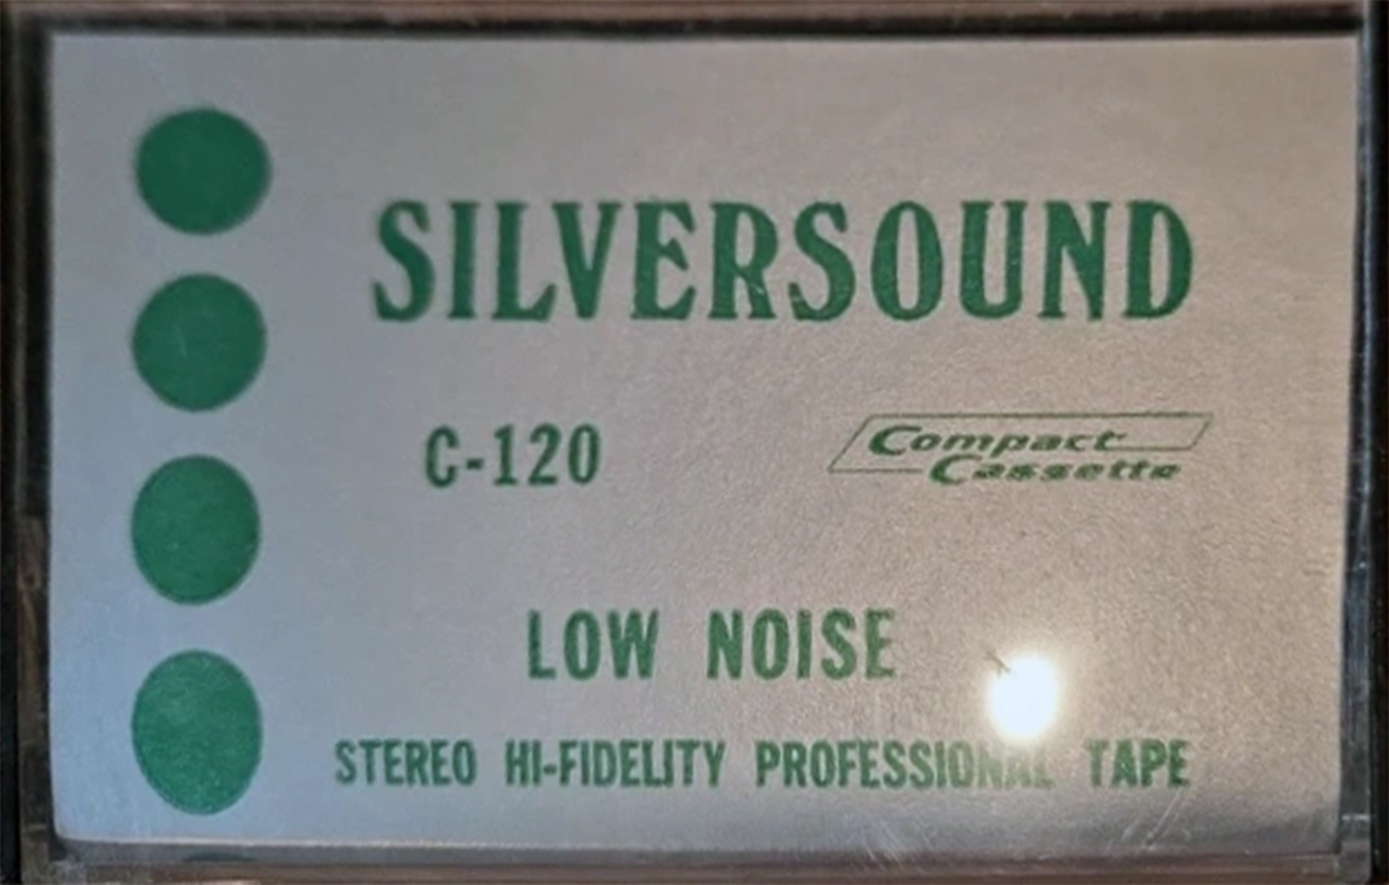 SILVERSOUND
C-120
Compact
Cassette
LOW NOISE
STEREO HI-FIDELITY PROFESSIONAL TAPE